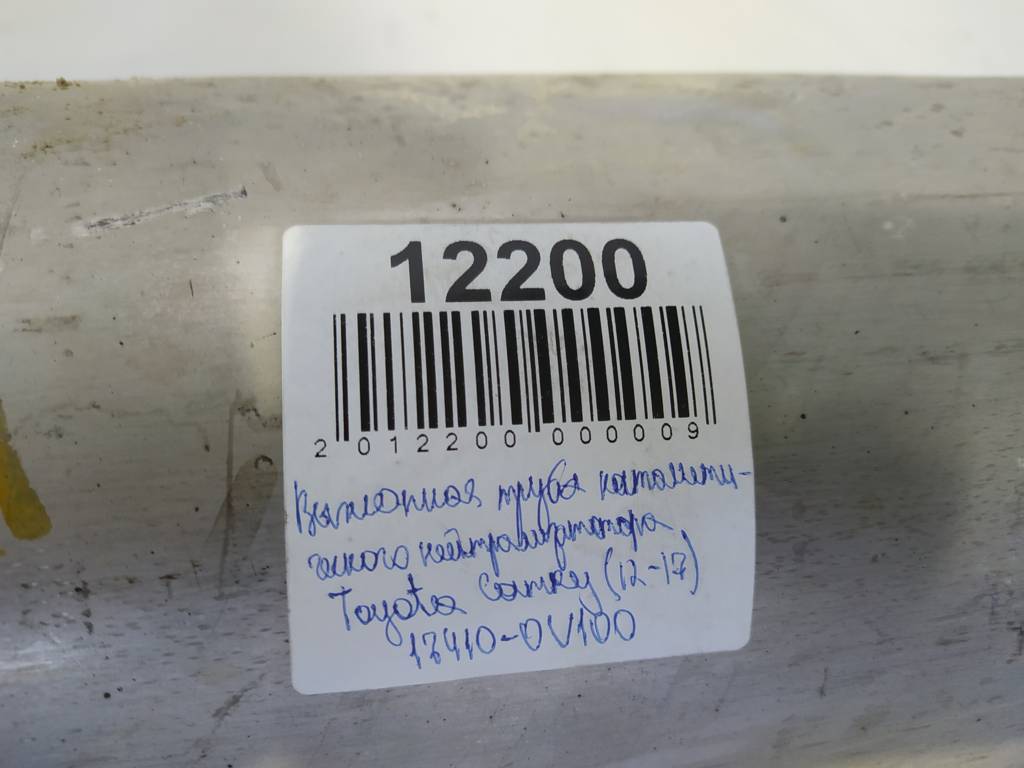 12200
2 012200 000009
Выхлопная труба каталити-
ческого нейтрализатора
Toyota Camry (12-17)
17410-0V100